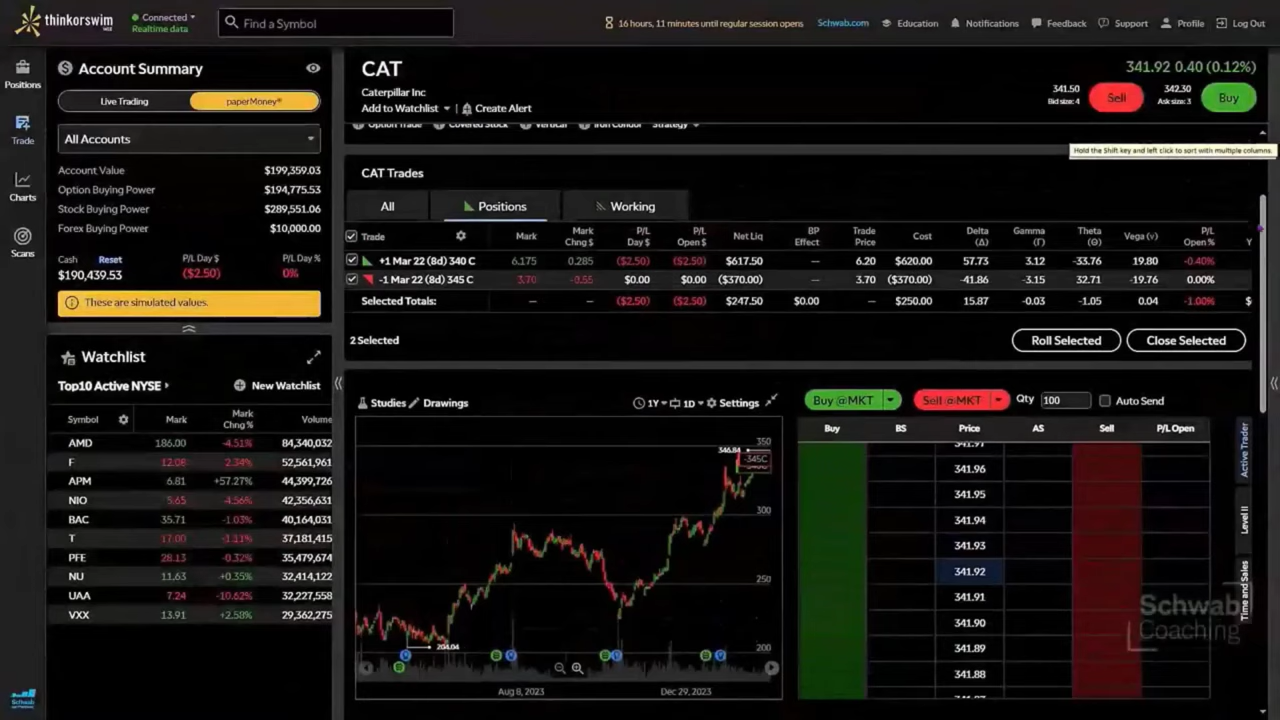 thinkorswim
Connected
Realtime data
Find a Symbol
16 hours, 11 minutes until regular session opens
Schwab.com
Education
Notifications
Feedback
Support
Profile
Log Out
Positions
Trade
Charts
Scans
Account Summary
Live Trading
paperMoney®
All Accounts
Account Value $199,359.03
Option Buying Power $194,775.53
Stock Buying Power $289,551.06
Forex Buying Power $10,000.00
Cash Reset P/L Day $ P/L Day %
$190,439.53 ($2.50) 0%
These are simulated values.
Watchlist
Top10 Active NYSE
New Watchlist
Symbol Mark Mark Chng % Volume
AMD 186.00 -4.51% 84,340,032
F 12.08 2.34% 52,561,961
APM 6.81 +57.27% 44,399,726
NIO 5.65 -4.56% 42,356,631
BAC 35.71 -1.03% 40,164,031
T 17.00 -1.11% 37,181,415
PFE 28.13 -0.32% 35,479,674
NU 11.63 +0.35% 32,414,122
UAA 7.24 -10.62% 32,227,558
VXX 13.91 +2.58% 29,362,275
CAT
Caterpillar Inc
Add to Watchlist
Create Alert
341.92 0.40 (0.12%)
341.50
Bid size: 4
Sell
342.30
Ask size: 3
Buy
Option Trade Covered Stock Vertical Iron Condor Strategy
Hold the Shift key and left click to sort with multiple columns.
CAT Trades
All
Positions
Working
Trade Mark Mark Chng $ P/L Day $ P/L Open $ Net Liq BP Effect Trade Price Cost Delta (Δ) Gamma (Γ) Theta (Θ) Vega (ν) P/L Open % Y
+1 Mar 22 (8d) 340 C 6.175 0.285 ($2.50) ($2.50) $617.50 6.20 $620.00 57.73 3.12 -33.76 19.80 -0.40%
-1 Mar 22 (8d) 345 C 3.70 -0.55 $0.00 $0.00 ($370.00) 3.70 ($370.00) -41.86 -3.15 32.71 -19.76 0.00%
Selected Totals: — — ($2.50) ($2.50) $247.50 $0.00 — $250.00 15.87 -0.03 -1.05 0.04 -1.00% $
2 Selected
Roll Selected
Close Selected
Studies
Drawings
1Y
1D
Settings
346.84
-345C
350
300
250
200
204.04
Aug 8, 2023
Dec 29, 2023
Buy @MKT
Sell @MKT
Qty 100
Auto Send
Buy BS Price AS Sell P/L Open
341.97
341.96
341.95
341.94
341.93
341.92
341.91
341.90
341.89
341.88
Active Trader
Level II
Time and Sales
Schwab
Coaching